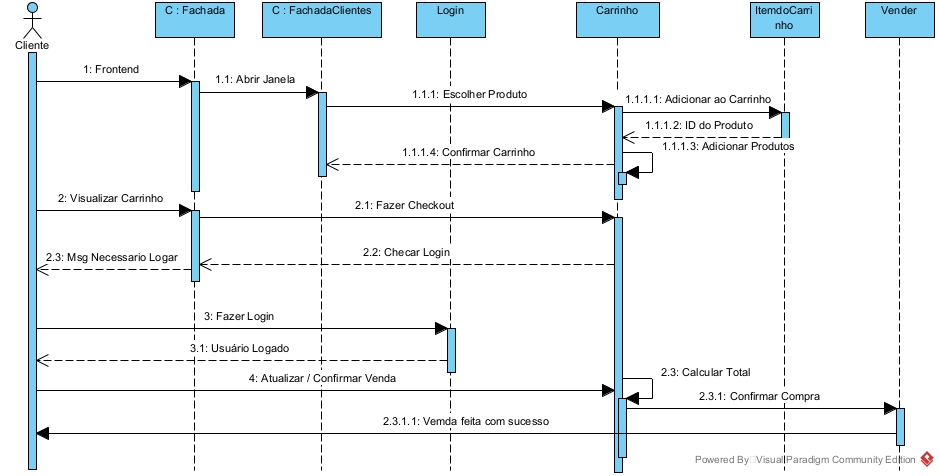 C : Fachada
C : FachadaClientes
Login
Carrinho
ItemdoCarri
nho
Vender
Cliente
1: Frontend
1.1: Abrir Janela
1.1.1: Escolher Produto
1.1.1.1: Adicionar ao Carrinho
1.1.1.2: ID do Produto
1.1.1.3: Adicionar Produtos
1.1.1.4: Confirmar Carrinho
2: Visualizar Carrinho
2.1: Fazer Checkout
2.2: Checar Login
2.3: Msg Necessario Logar
3: Fazer Login
3.1: Usuário Logado
2.3: Calcular Total
4: Atualizar / Confirmar Venda
2.3.1: Confirmar Compra
2.3.1.1: Vemda feita com sucesso
Powered By Visual Paradigm Community Edition